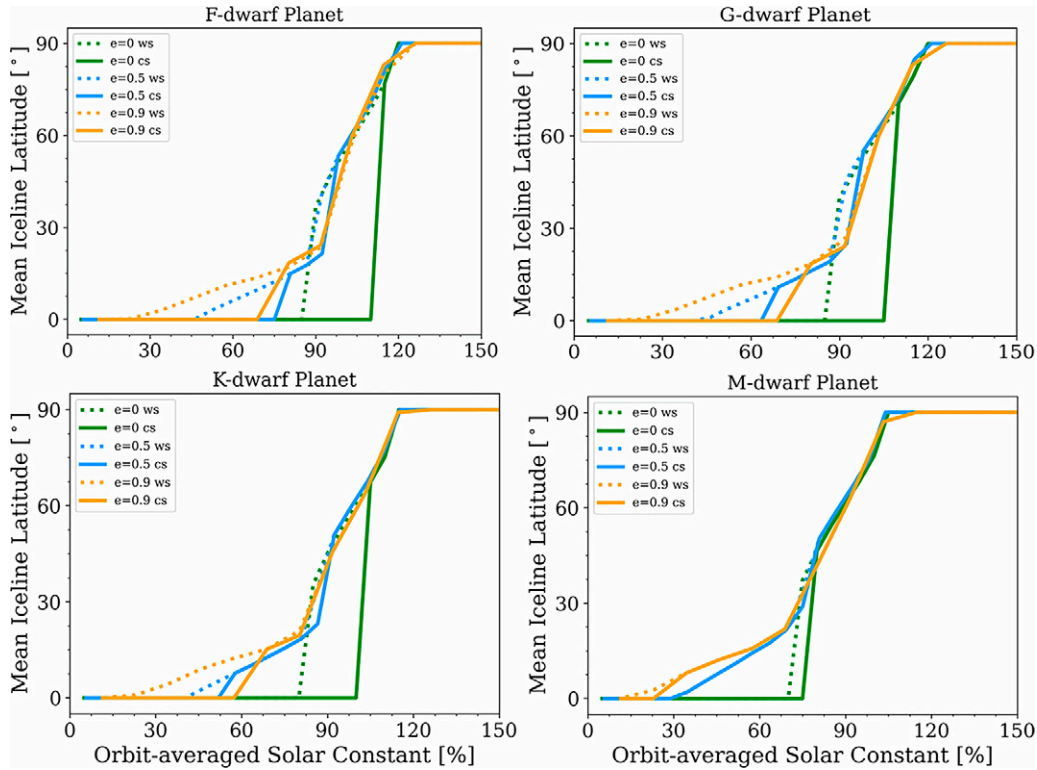 F-dwarf Planet
Mean Iceline Latitude [°]
90
60
30
0
e=0 ws
e=0 cs
e=0.5 ws
e=0.5 cs
e=0.9 ws
e=0.9 cs
0 30 60 90 120 150
G-dwarf Planet
Mean Iceline Latitude [°]
90
60
30
0
e=0 ws
e=0 cs
e=0.5 ws
e=0.5 cs
e=0.9 ws
e=0.9 cs
0 30 60 90 120 150
K-dwarf Planet
Mean Iceline Latitude [°]
90
60
30
0
e=0 ws
e=0 cs
e=0.5 ws
e=0.5 cs
e=0.9 ws
e=0.9 cs
0 30 60 90 120 150
Orbit-averaged Solar Constant [%]
M-dwarf Planet
Mean Iceline Latitude [°]
90
60
30
0
e=0 ws
e=0 cs
e=0.5 ws
e=0.5 cs
e=0.9 ws
e=0.9 cs
0 30 60 90 120 150
Orbit-averaged Solar Constant [%]